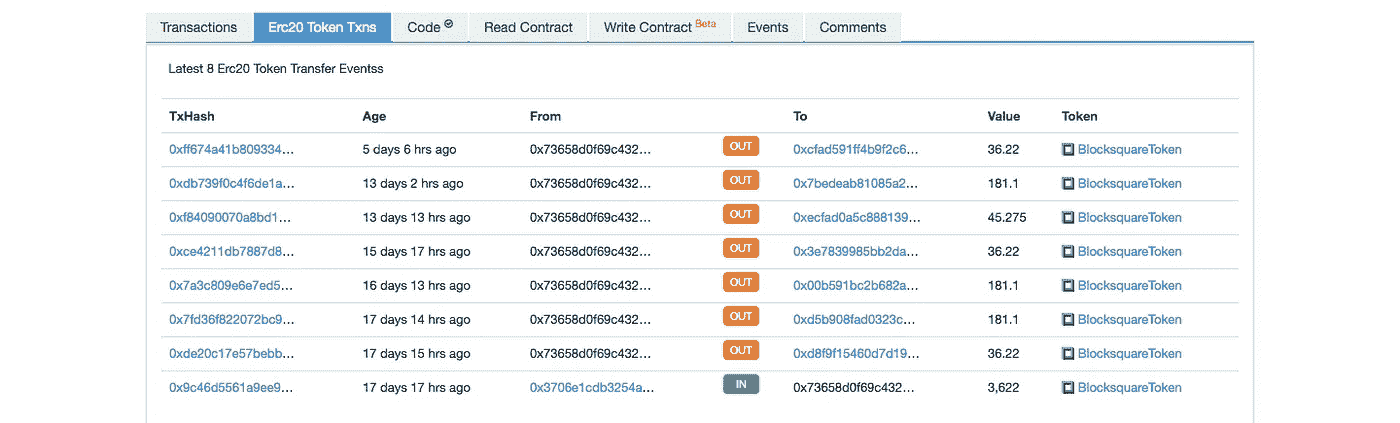 Transactions Erc20 Token Txns Code Read Contract Write Contract Beta Events Comments
Latest 8 Erc20 Token Transfer Eventss
TxHash Age From To Value Token
0xff674a41b809334... 5 days 6 hrs ago 0x73658d0f69c432... OUT 0xcfad591ff4b9f2c6... 36.22 BlocksquareToken
0xdb739f0c4f6de1a... 13 days 2 hrs ago 0x73658d0f69c432... OUT 0x7bedeab81085a2... 181.1 BlocksquareToken
0xf84090070a8bd1... 13 days 13 hrs ago 0x73658d0f69c432... OUT 0xecfad0a5c888139... 45.275 BlocksquareToken
0xce4211db7887d8... 15 days 17 hrs ago 0x73658d0f69c432... OUT 0x3e7839985bb2da... 36.22 BlocksquareToken
0x7a3c809e6e7ed5... 16 days 13 hrs ago 0x73658d0f69c432... OUT 0x00b591bc2b682a... 181.1 BlocksquareToken
0x7fd36f822072bc9... 17 days 14 hrs ago 0x73658d0f69c432... OUT 0xd5b908fad0323c... 181.1 BlocksquareToken
0xde20c17e57bebb... 17 days 15 hrs ago 0x73658d0f69c432... OUT 0xd8f9f15460d7d19... 36.22 BlocksquareToken
0x9c46d5561a9ee9... 17 days 17 hrs ago 0x3706e1cdb3254a... IN 0x73658d0f69c432... 3,622 BlocksquareToken